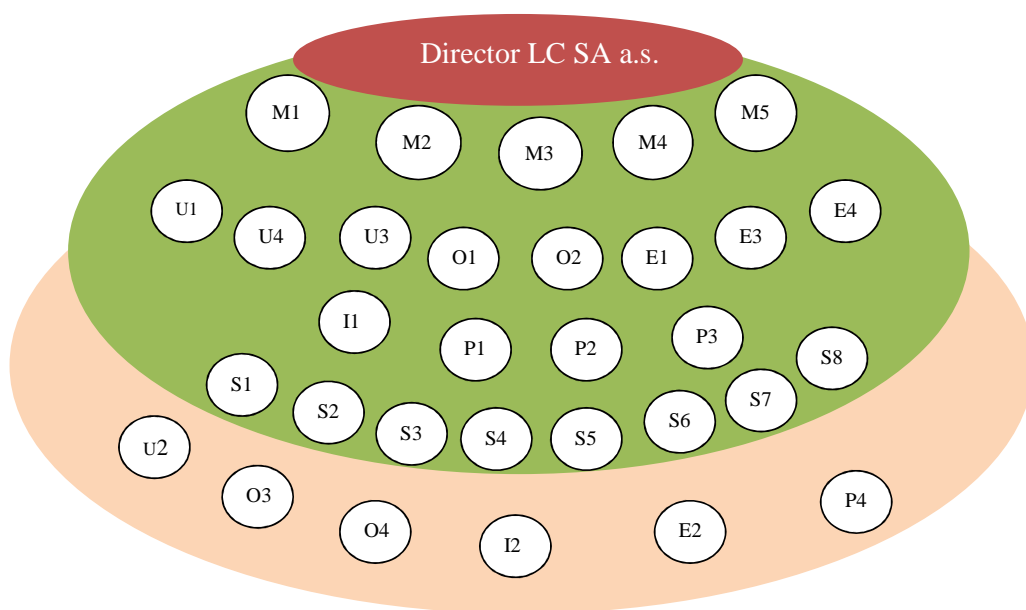 Director LC SA a.s.
M1
M2
M3
M4
M5
U1
U4
U3
O1
O2
E1
E3
E4
I1
P1
P2
P3
S1
S2
S3
S4
S5
S6
S7
S8
U2
O3
O4
I2
E2
P4